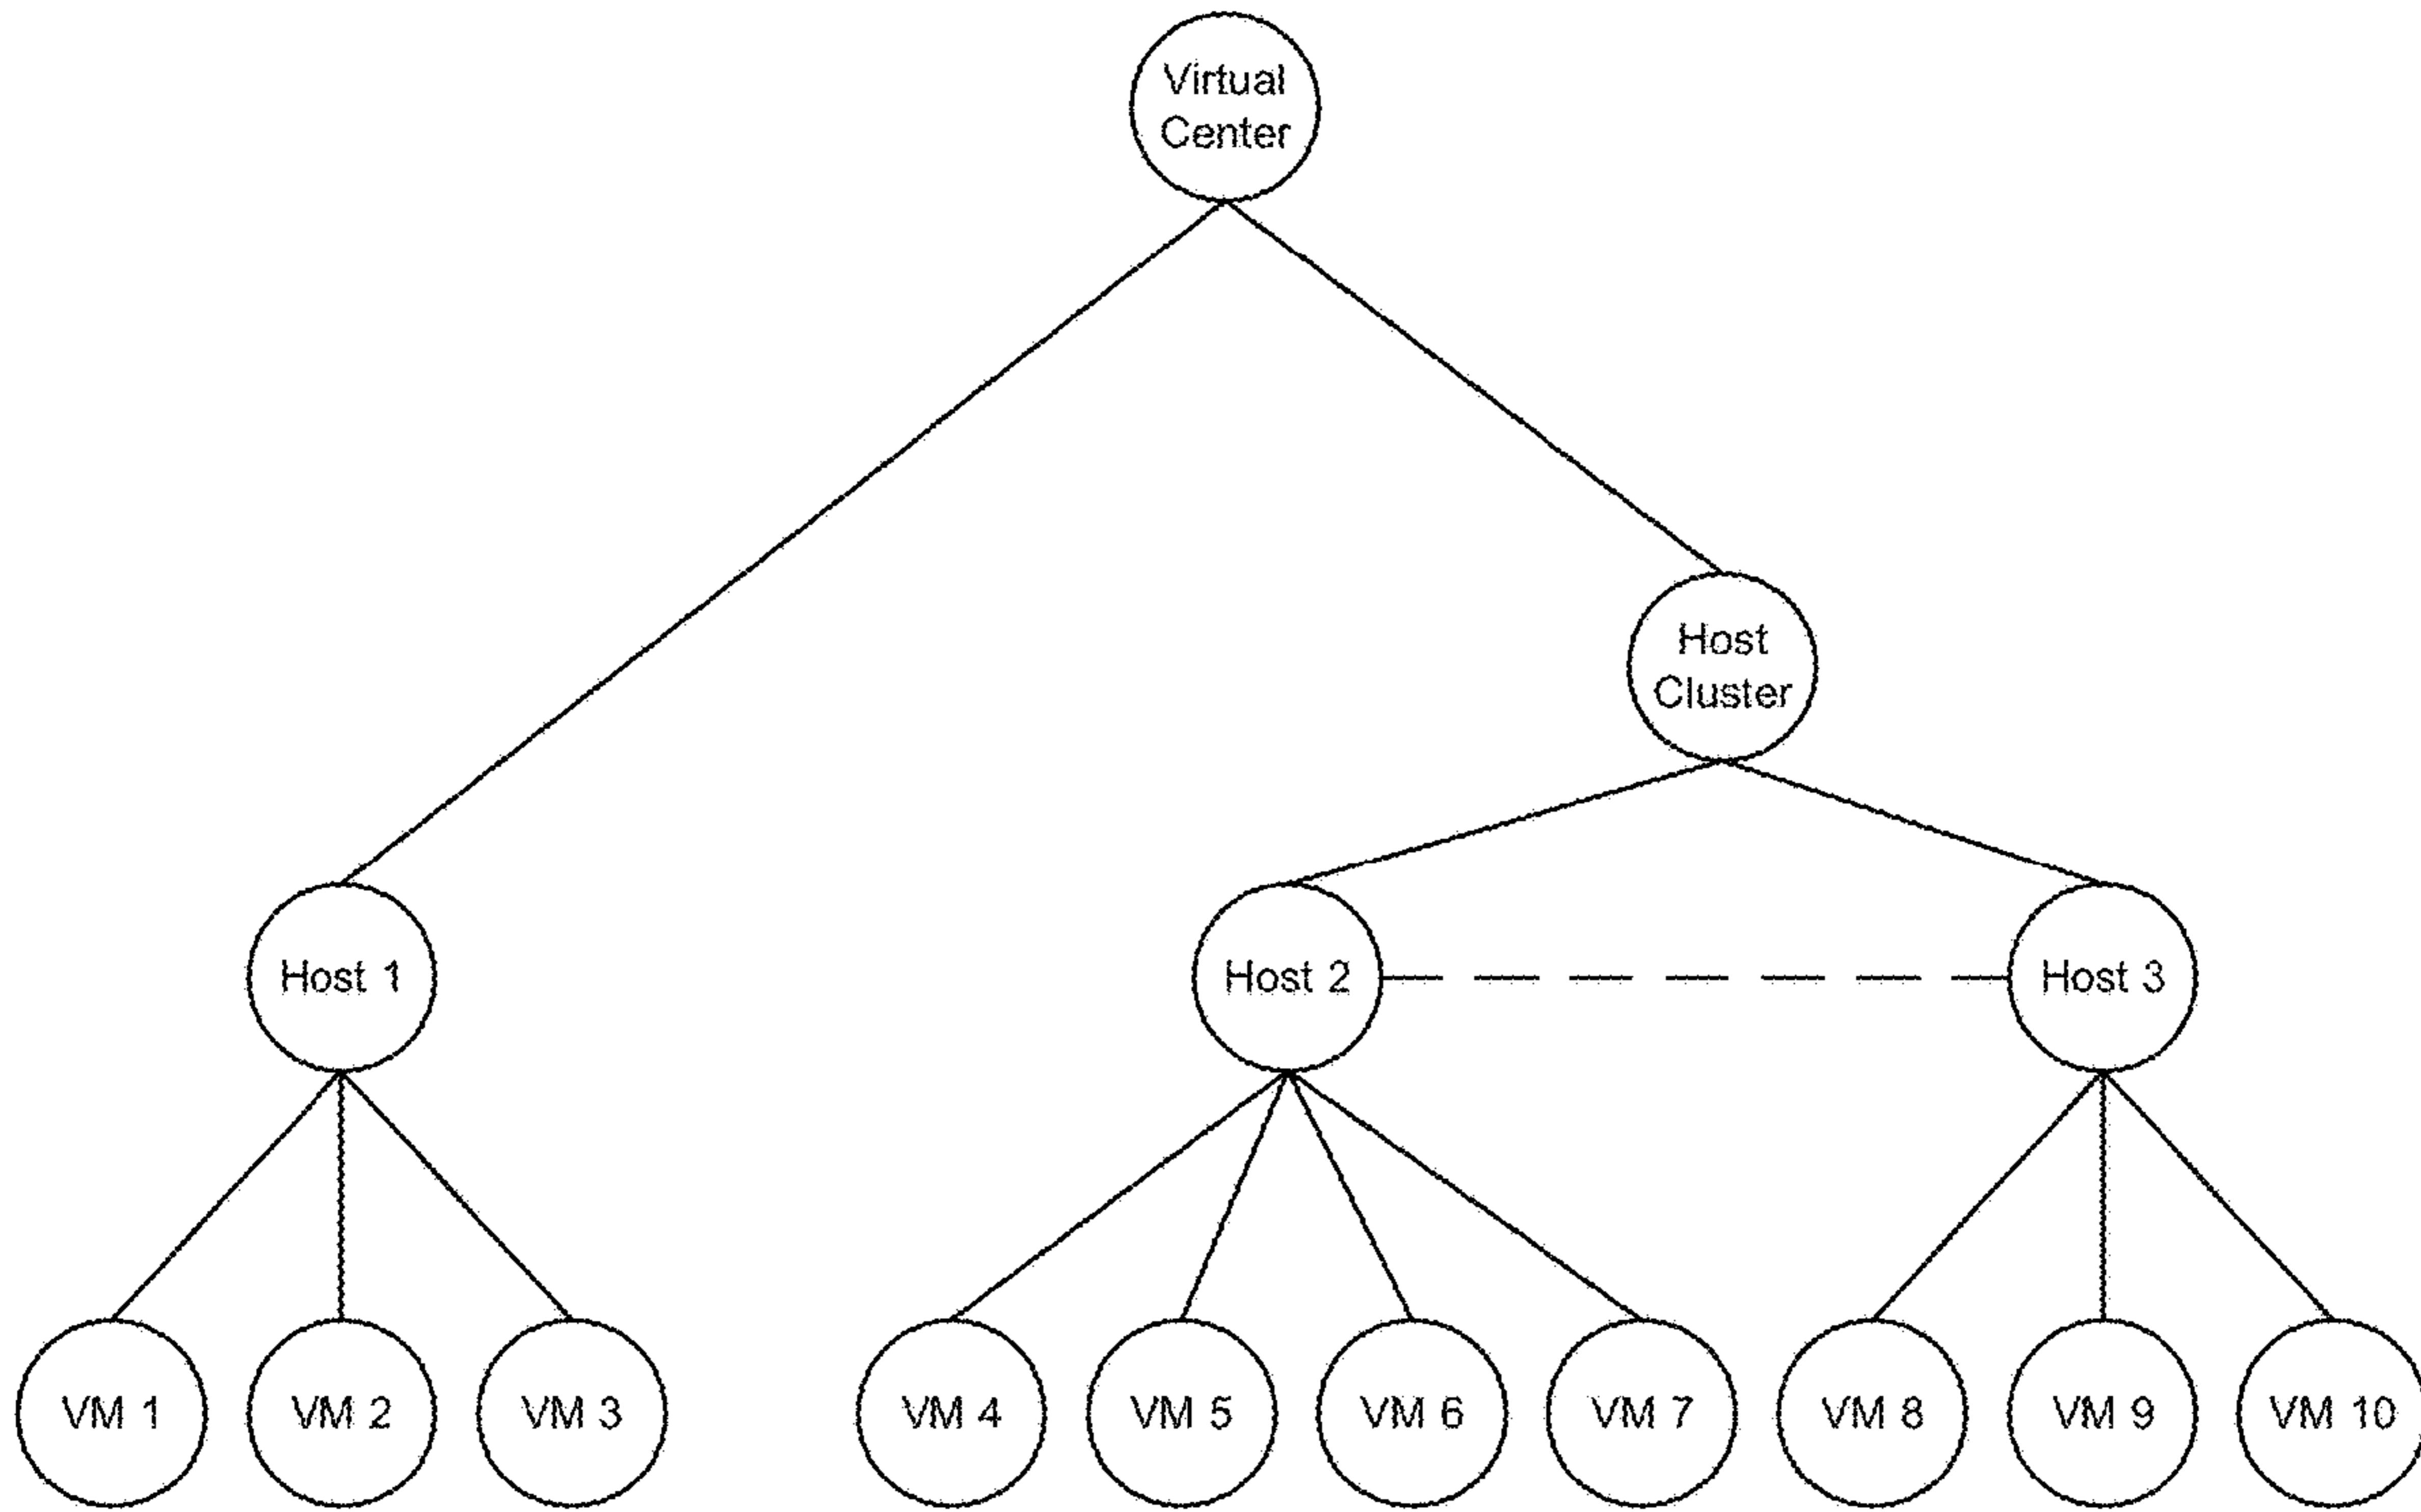 Virtual
Center
Host
Cluster
Host 1
Host 2
Host 3
VM 1
VM 2
VM 3
VM 4
VM 5
VM 6
VM 7
VM 8
VM 9
VM 10